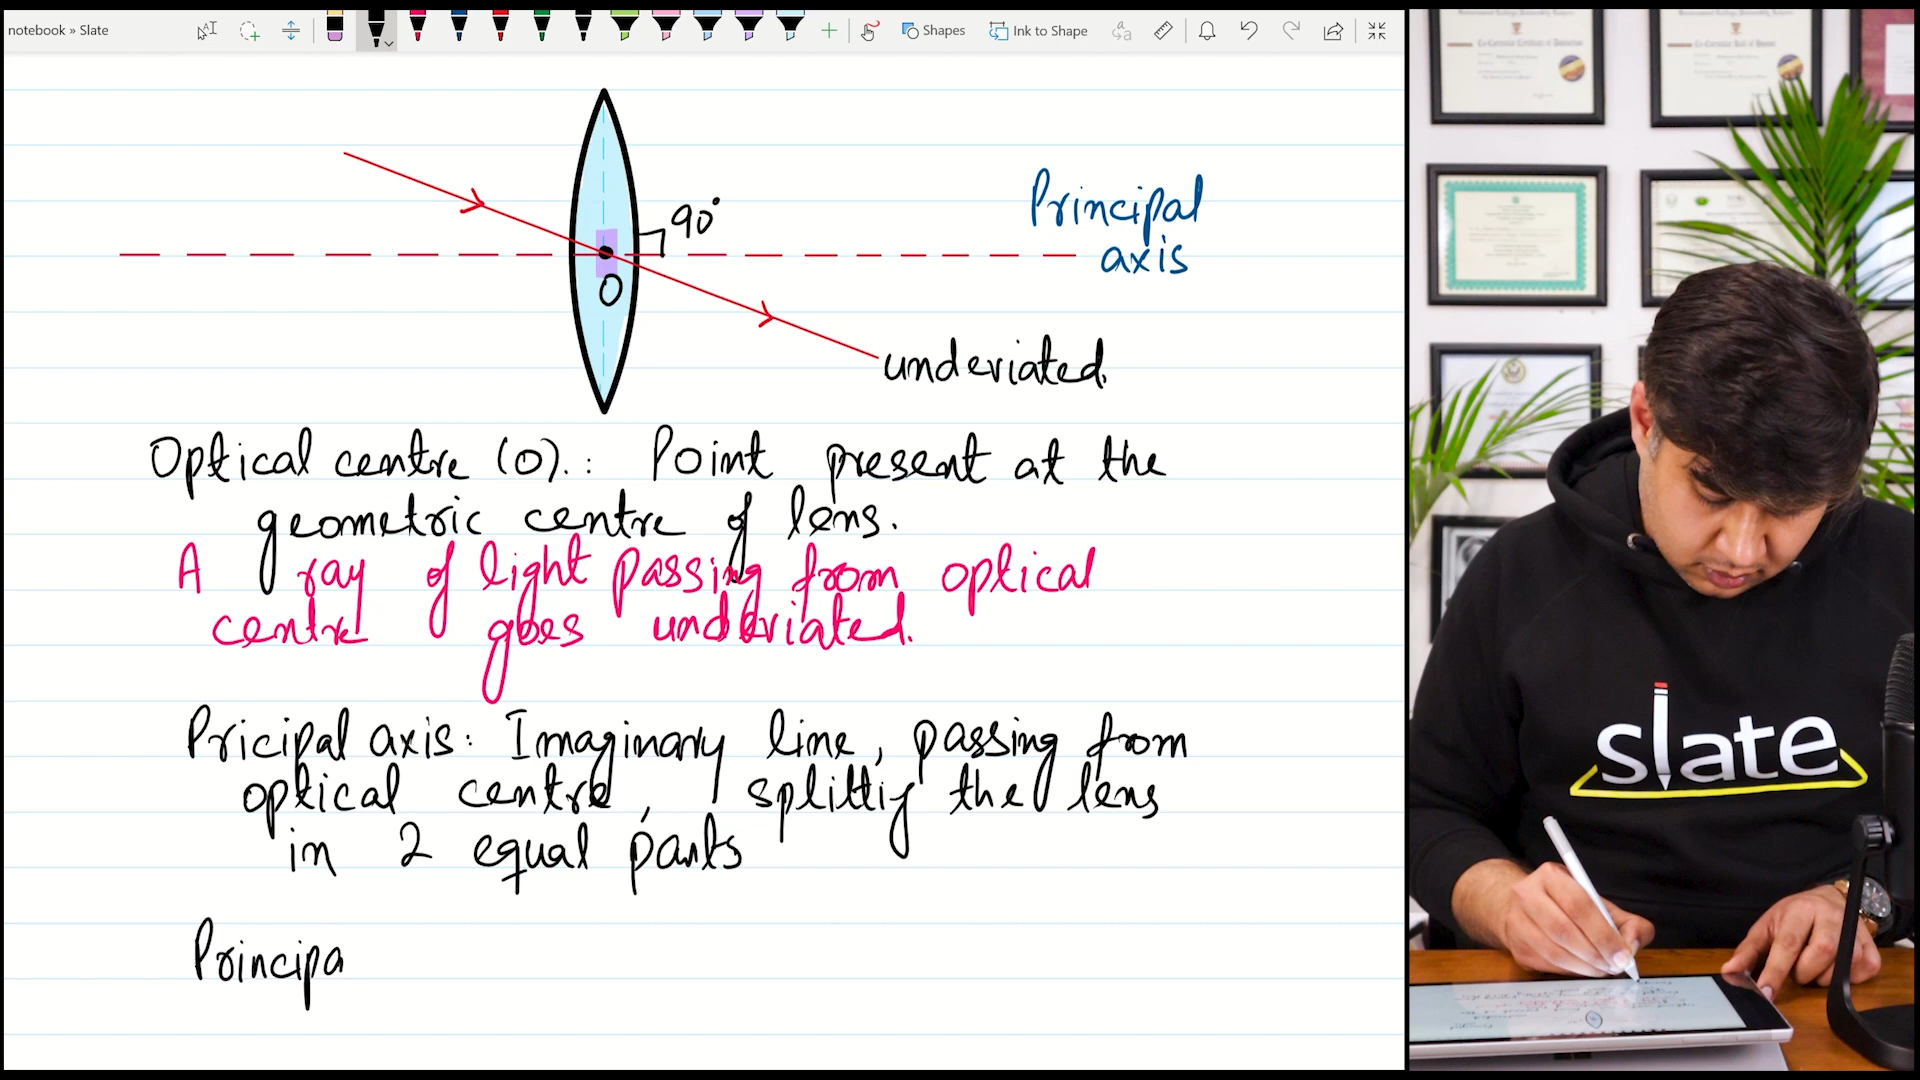 notebook » Slate
Shapes
Ink to Shape
90°
Principal
axis
O
undeviated.
Optical centre (O).: Point present at the
geometric centre of lens.
A ray of light passing from optical
centre goes undeviated.
Pricipal axis: Imaginary line, passing from
optical centre, splittig the lens
in 2 equal parts
Principa
slate